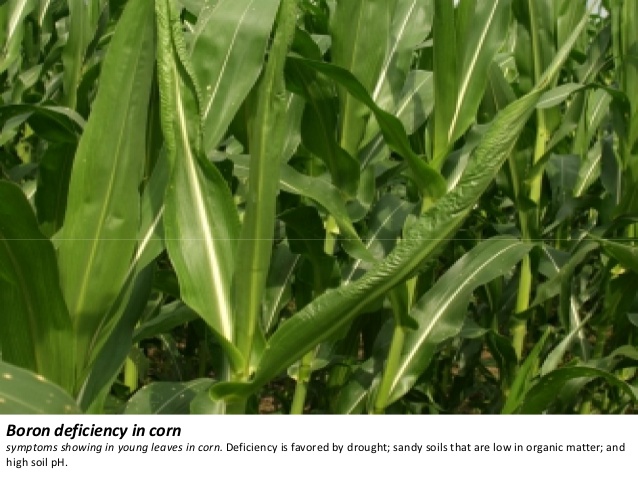 Boron deficiency in corn
symptoms showing in young leaves in corn. Deficiency is favored by drought; sandy soils that are low in organic matter; and
high soil pH.